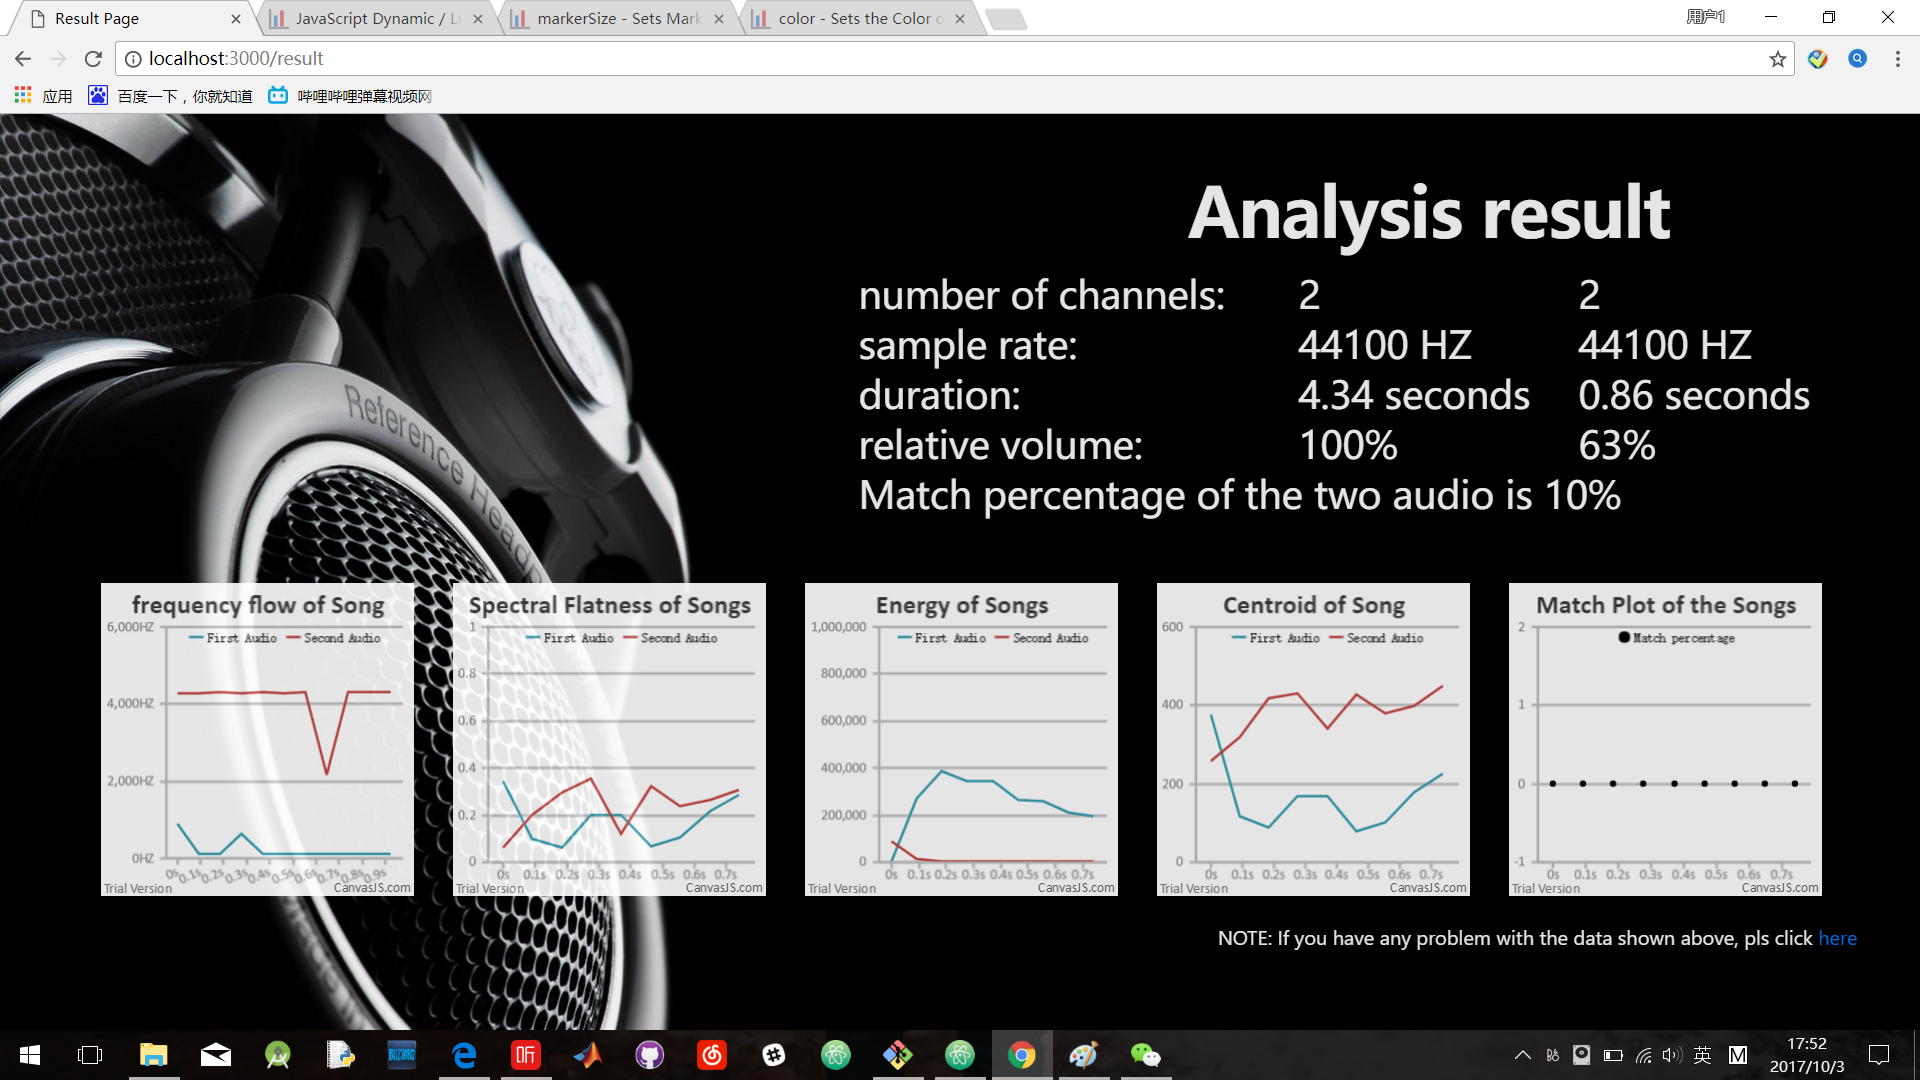 Result Page
JavaScript Dynamic / Li
markerSize - Sets Mark
color - Sets the Color o
用户1
localhost:3000/result
应用
百度一下，你就知道
哔哩哔哩弹幕视频网
Reference Headp
Analysis result
number of channels: 2 2
sample rate: 44100 HZ 44100 HZ
duration: 4.34 seconds 0.86 seconds
relative volume: 100% 63%
Match percentage of the two audio is 10%
frequency flow of Song
First Audio Second Audio
6,000HZ
4,000HZ
2,000HZ
0HZ
0s 0.1s 0.2s 0.3s 0.4s 0.5s 0.6s 0.7s 0.8s 0.9s
Trial Version CanvasJS.com
Spectral Flatness of Songs
First Audio Second Audio
1
0.8
0.6
0.4
0.2
0
0s 0.1s 0.2s 0.3s 0.4s 0.5s 0.6s 0.7s
Trial Version CanvasJS.com
Energy of Songs
First Audio Second Audio
1,000,000
800,000
600,000
400,000
200,000
0
0s 0.1s 0.2s 0.3s 0.4s 0.5s 0.6s 0.7s
Trial Version CanvasJS.com
Centroid of Song
First Audio Second Audio
600
400
200
0
0s 0.1s 0.2s 0.3s 0.4s 0.5s 0.6s 0.7s
Trial Version CanvasJS.com
Match Plot of the Songs
Match percentage
2
1
0
-1
0s 0.1s 0.2s 0.3s 0.4s 0.5s 0.6s 0.7s
Trial Version CanvasJS.com
NOTE: If you have any problem with the data shown above, pls click here
BLIZZARD
听
英
M
17:52
2017/10/3